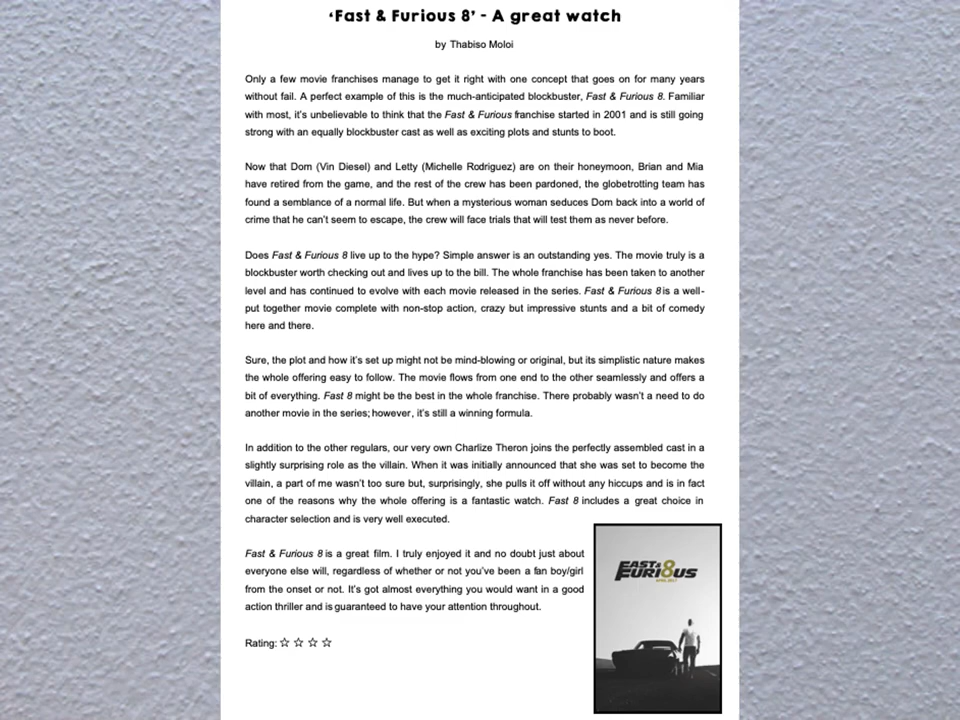 ‘Fast & Furious 8’ - A great watch
by Thabiso Moloi
Only a few movie franchises manage to get it right with one concept that goes on for many years
without fail. A perfect example of this is the much-anticipated blockbuster, Fast & Furious 8. Familiar
with most, it’s unbelievable to think that the Fast & Furious franchise started in 2001 and is still going
strong with an equally blockbuster cast as well as exciting plots and stunts to boot.
Now that Dom (Vin Diesel) and Letty (Michelle Rodriguez) are on their honeymoon, Brian and Mia
have retired from the game, and the rest of the crew has been pardoned, the globetrotting team has
found a semblance of a normal life. But when a mysterious woman seduces Dom back into a world of
crime that he can’t seem to escape, the crew will face trials that will test them as never before.
Does Fast & Furious 8 live up to the hype? Simple answer is an outstanding yes. The movie truly is a
blockbuster worth checking out and lives up to the bill. The whole franchise has been taken to another
level and has continued to evolve with each movie released in the series. Fast & Furious 8 is a well-
put together movie complete with non-stop action, crazy but impressive stunts and a bit of comedy
here and there.
Sure, the plot and how it’s set up might not be mind-blowing or original, but its simplistic nature makes
the whole offering easy to follow. The movie flows from one end to the other seamlessly and offers a
bit of everything. Fast 8 might be the best in the whole franchise. There probably wasn’t a need to do
another movie in the series; however, it’s still a winning formula.
In addition to the other regulars, our very own Charlize Theron joins the perfectly assembled cast in a
slightly surprising role as the villain. When it was initially announced that she was set to become the
villain, a part of me wasn’t too sure but, surprisingly, she pulls it off without any hiccups and is in fact
one of the reasons why the whole offering is a fantastic watch. Fast 8 includes a great choice in
character selection and is very well executed.
Fast & Furious 8 is a great film. I truly enjoyed it and no doubt just about
everyone else will, regardless of whether or not you’ve been a fan boy/girl
from the onset or not. It’s got almost everything you would want in a good
action thriller and is guaranteed to have your attention throughout.
Rating: ☆ ☆ ☆ ☆
FAST&
FURI8US
APRIL 2017